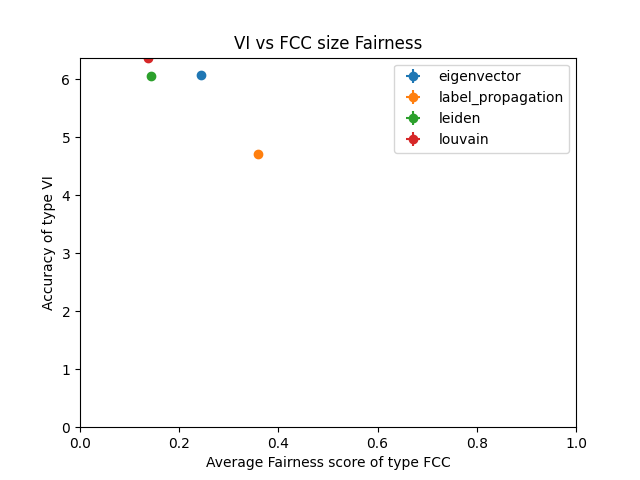 VI vs FCC size Fairness
eigenvector
label_propagation
leiden
louvain
Accuracy of type VI
6
5
4
3
2
1
0
0.0 0.2 0.4 0.6 0.8 1.0
Average Fairness score of type FCC